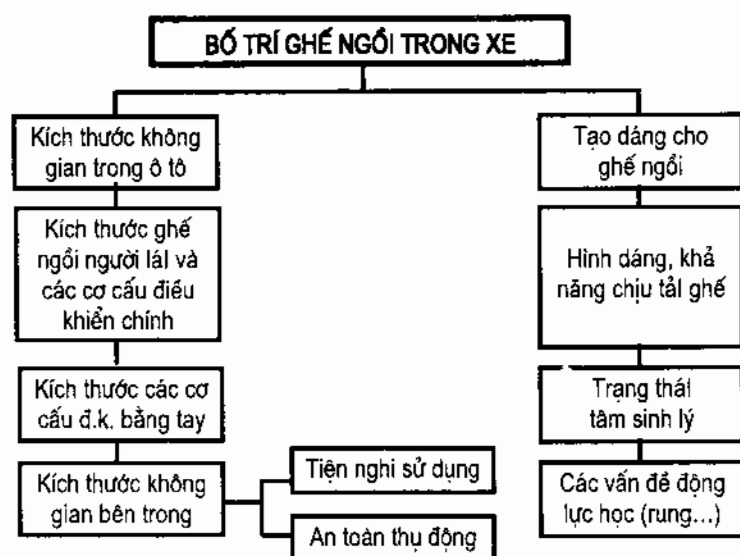 BỐ TRÍ GHẾ NGỒI TRONG XE
Kích thước không
gian trong ô tô
Kích thước ghế
ngồi người lál và
các cơ cấu điều
khiển chính
Kích thước các cơ
cấu đ.k. bằng tay
Kích thước không
gian bên trong
Tiện nghi sử dụng
An toàn thụ động
Tạo dáng cho
ghế ngồi
Hình dáng, khả
năng chịu tải ghế
Trạng thái
tâm sinh lý
Các vấn đề động
lực học (rung...)